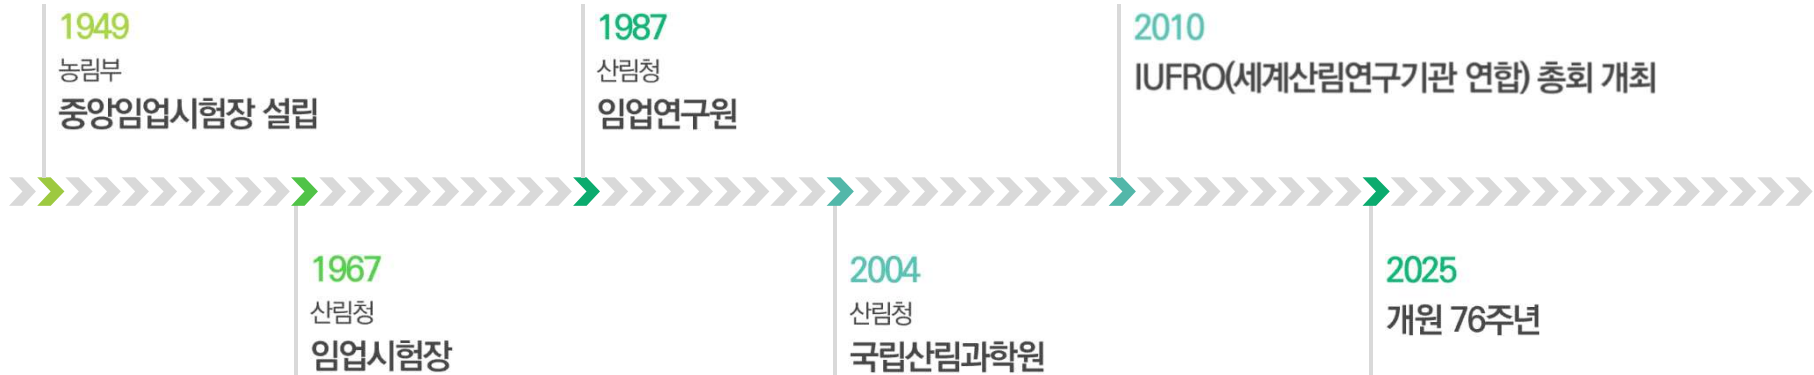 1949
농림부
중앙임업시험장 설립
1967
산림청
임업시험장
1987
산림청
임업연구원
2004
산림청
국립산림과학원
2010
IUFRO(세계산림연구기관 연합) 총회 개최
2025
개원 76주년